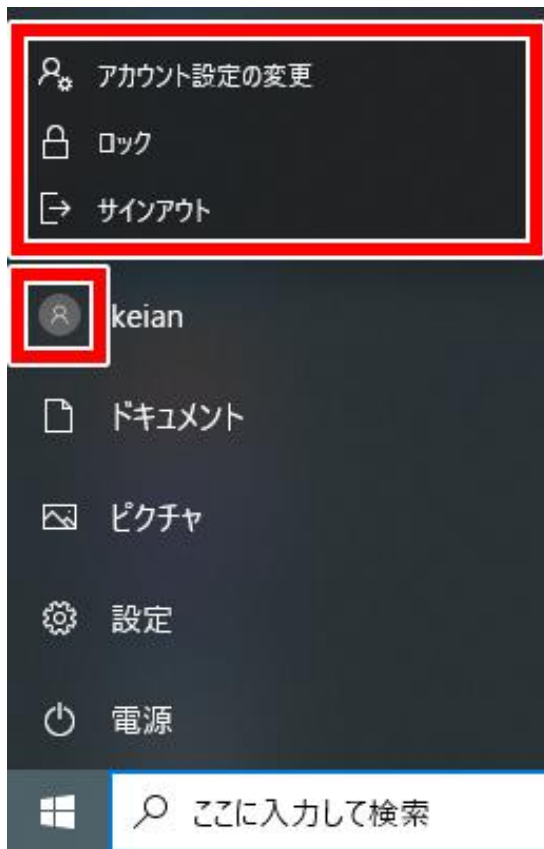 アカウント設定の変更
ロック
サインアウト
keian
ドキュメント
ピクチャ
設定
電源
ここに入力して検索